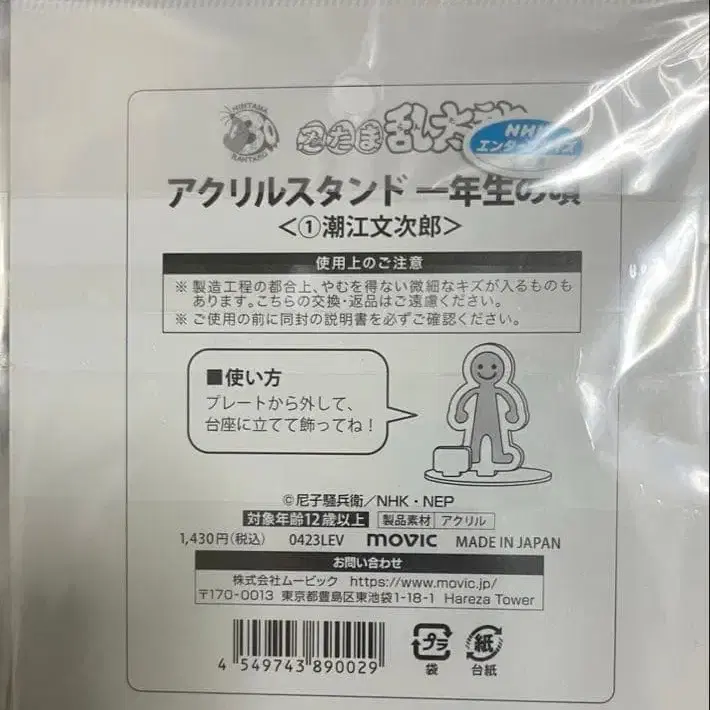 NINTAMA
RANTARO
忍たま乱太郎
NHK
エンタープライズ
アクリルスタンド 一年生の頃
<①潮江文次郎>
使用上のご注意
※ 製造工程の都合上、やむを得ない微細なキズが入るものも
あります。こちらの交換・返品はご遠慮ください。
※ ご使用の前に同封の説明書を必ずご確認ください。
■使い方
プレートから外して、
台座に立てて飾ってね!
©尼子騒兵衛/NHK・NEP
対象年齢12歳以上 製品素材 アクリル
1,430円(税込) 0423LEV movic MADE IN JAPAN
お問い合わせ
株式会社ムービック https://www.movic.jp/
〒170-0013 東京都豊島区東池袋1-18-1 Hareza Tower
4 549743 890029
プラ
袋
紙
台紙